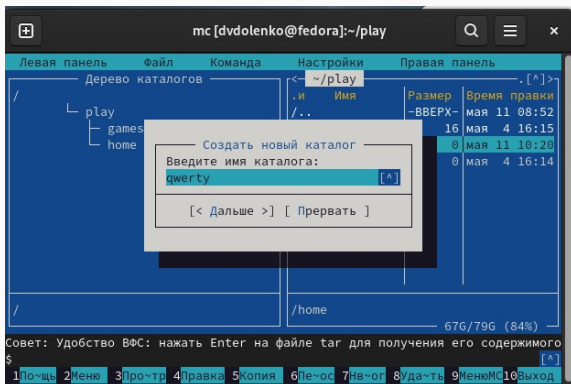 mc [dvdolenko@fedora]:~/play
Левая панель Файл Команда Настройки Правая панель
Дерево каталогов <- ~/play .[^]>
/ .и Имя Размер Время правки
play /.. -ВВЕРХ- мая 11 08:52
games 16 мая 4 16:15
home 0 мая 11 10:20
0 мая 4 16:14
Создать новый каталог
Введите имя каталога:
qwerty [^]
[< Дальше >] [ Прервать ]
/ /home
67G/79G (84%)
Совет: Удобство ВФС: нажать Enter на файле tar для получения его содержимого
$ [^]
1По~щь 2Меню 3Про~тр 4Правка 5Копия 6Пе~ос 7Нв~ог 8Уда~ть 9МенюМС 10Выход